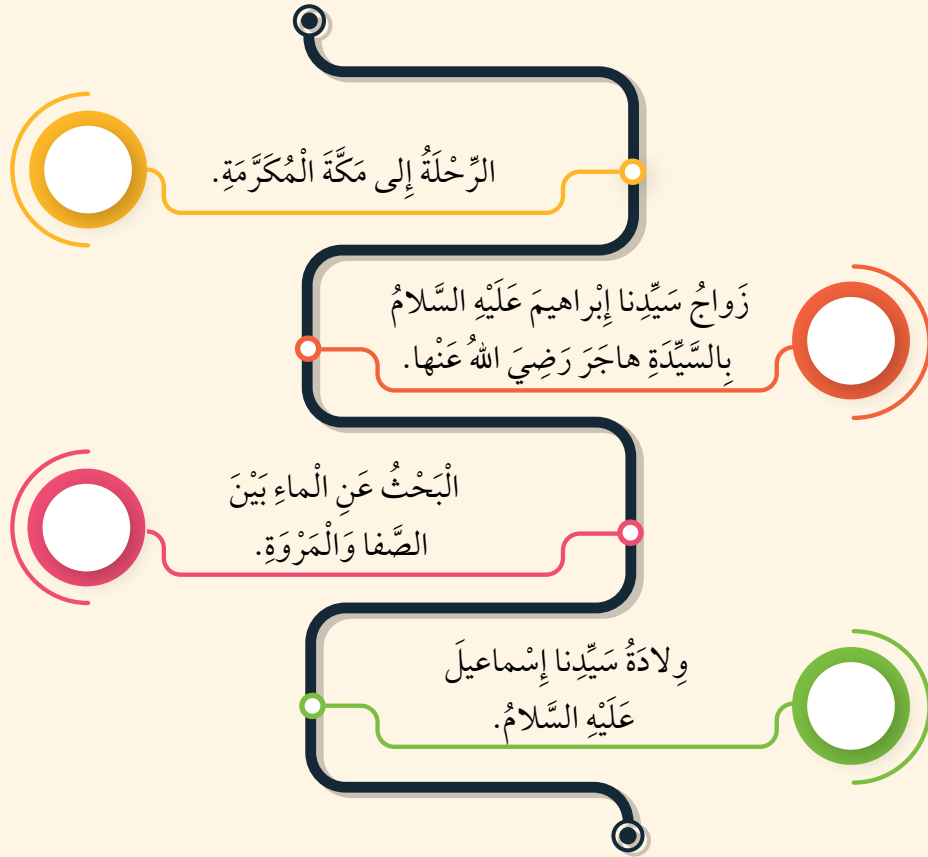 الرِّحْلَةُ إِلى مَكَّةَ الْمُكَرَّمَةِ.
زَواجُ سَيِّدِنا إِبْراهيمَ عَلَيْهِ السَّلامُ
بِالسَّيِّدَةِ هاجَرَ رَضِيَ اللهُ عَنْها.
الْبَحْثُ عَنِ الْماءِ بَيْنَ
الصَّفا وَالْمَرْوَةِ.
وِلادَةُ سَيِّدِنا إِسْماعيلَ
عَلَيْهِ السَّلامُ.